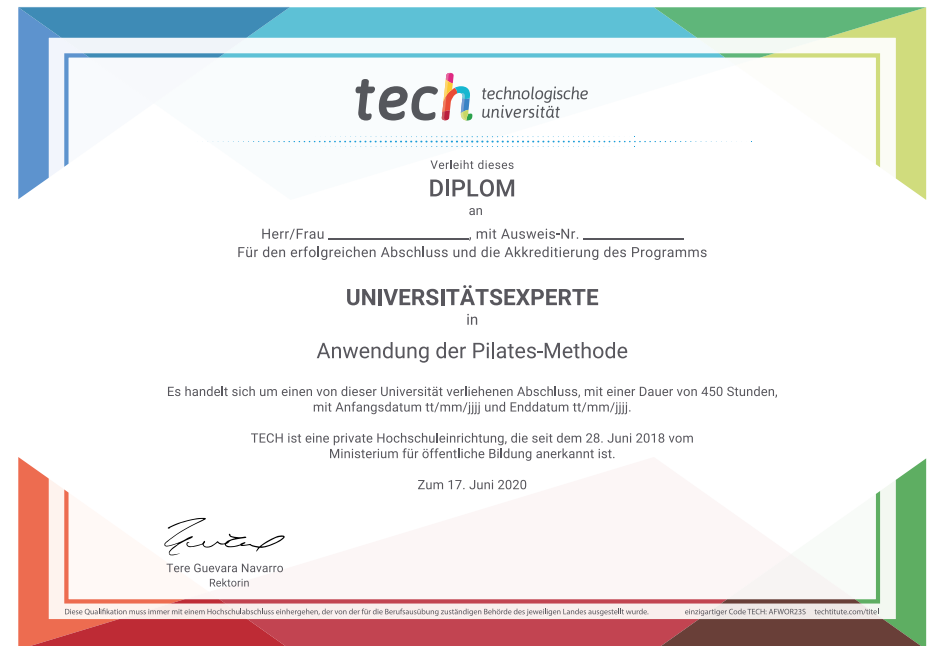 tech technologische
universität
Verleiht dieses
DIPLOM
an
Herr/Frau ____________________, mit Ausweis-Nr. ______________
Für den erfolgreichen Abschluss und die Akkreditierung des Programms
UNIVERSITÄTSEXPERTE
in
Anwendung der Pilates-Methode
Es handelt sich um einen von dieser Universität verliehenen Abschluss, mit einer Dauer von 450 Stunden,
mit Anfangsdatum tt/mm/jjjj und Enddatum tt/mm/jjjj.
TECH ist eine private Hochschuleinrichtung, die seit dem 28. Juni 2018 vom
Ministerium für öffentliche Bildung anerkannt ist.
Zum 17. Juni 2020
Tere Guevara Navarro
Rektorin
Diese Qualifikation muss immer mit einem Hochschulabschluss einhergehen, der von der für die Berufsausübung zuständigen Behörde des jeweiligen Landes ausgestellt wurde. einzigartiger Code TECH: AFWOR23S techtitute.com/titel